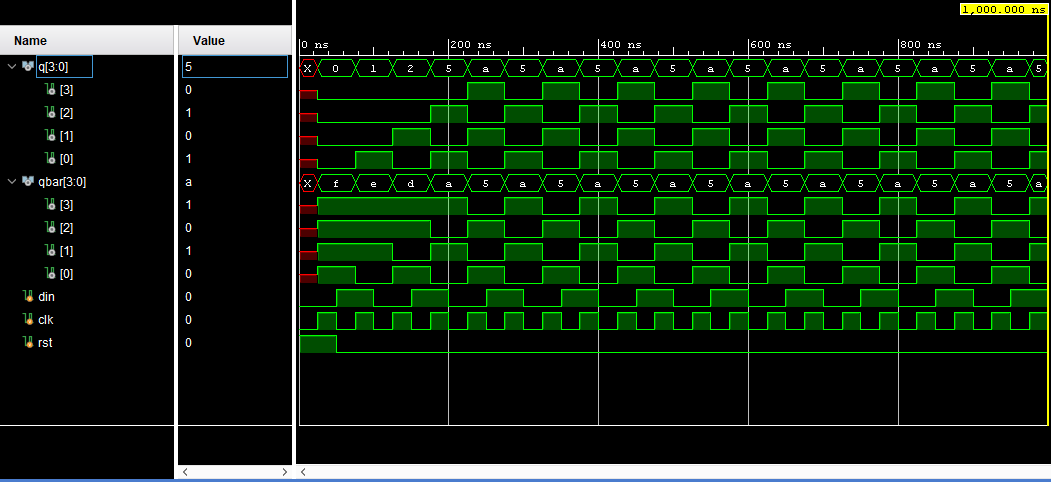 1,000.000 ns
Name Value
0 ns 200 ns 400 ns 600 ns 800 ns
q[3:0] 5 X 0 1 2 5 a 5 a 5 a 5 a 5 a 5 a 5 a 5 a 5
[3] 0
[2] 1
[1] 0
[0] 1
qbar[3:0] a X f e d a 5 a 5 a 5 a 5 a 5 a 5 a 5 a 5 a
[3] 1
[2] 0
[1] 1
[0] 0
din 0
clk 0
rst 0